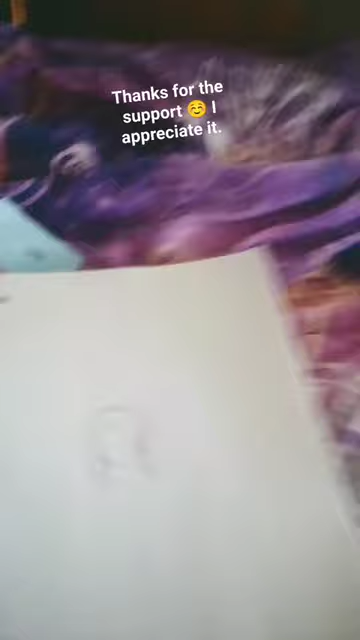 Thanks for the
support ☺️ I
appreciate it.